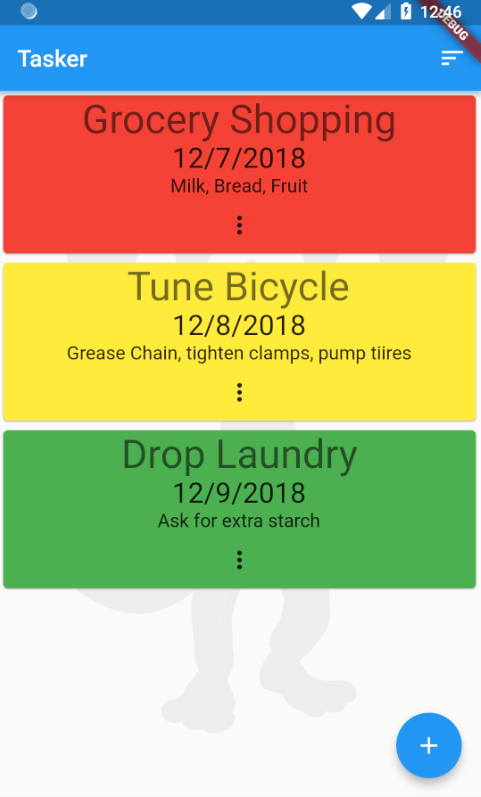 12:46
DEBUG
Tasker
Grocery Shopping
12/7/2018
Milk, Bread, Fruit
Tune Bicycle
12/8/2018
Grease Chain, tighten clamps, pump tiires
Drop Laundry
12/9/2018
Ask for extra starch